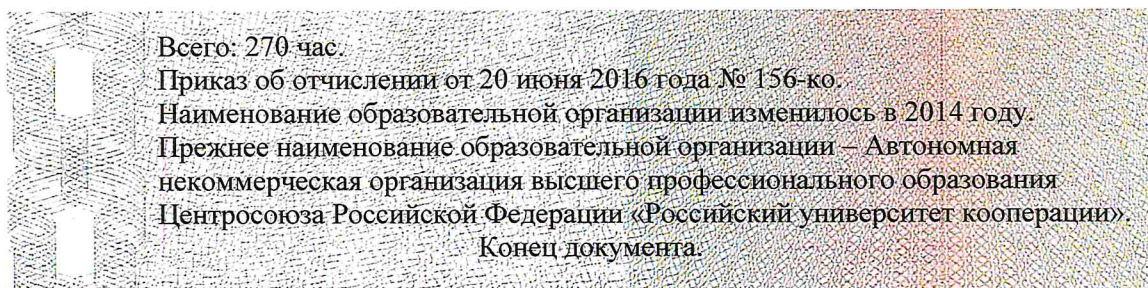 Всего: 270 час.
Приказ об отчислении от 20 июня 2016 года № 156-ко.
Наименование образовательной организации изменилось в 2014 году.
Прежнее наименование образовательной организации – Автономная
некоммерческая организация высшего профессионального образования
Центросоюза Российской Федерации «Российский университет кооперации».
Конец документа.